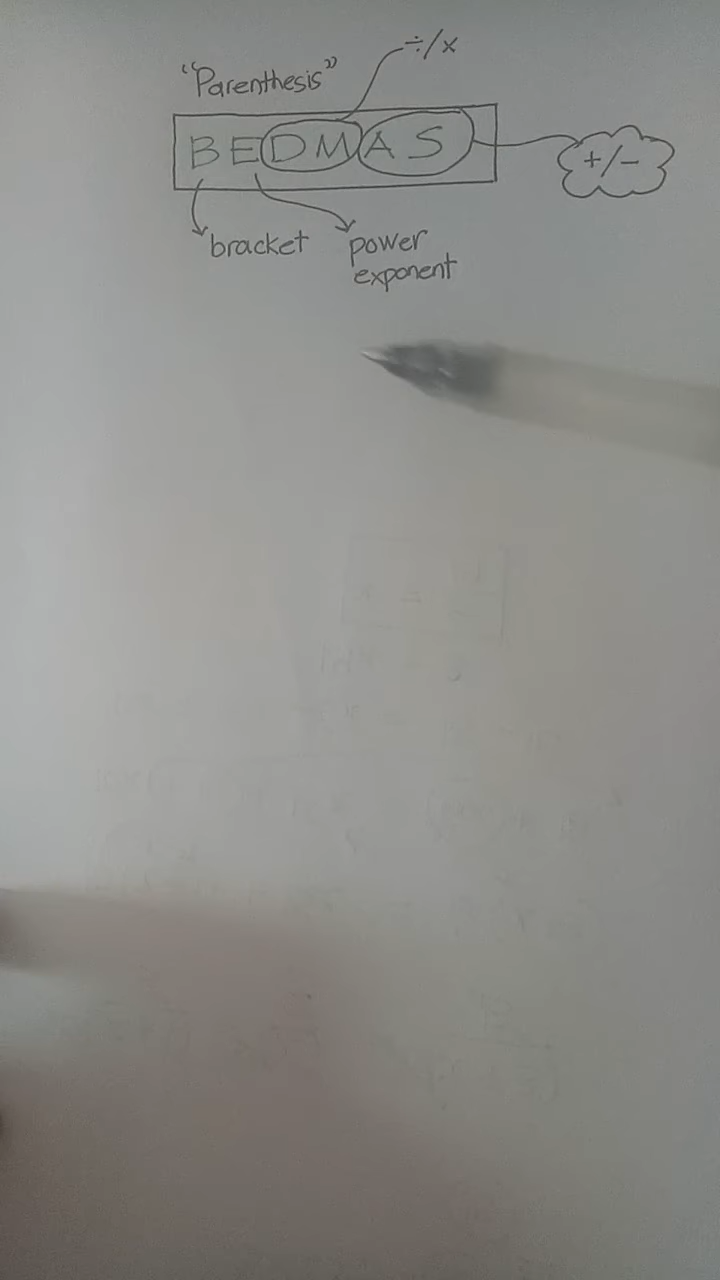 ÷/x
"Parenthesis"
BEDMAS
+/-
bracket
power
exponent